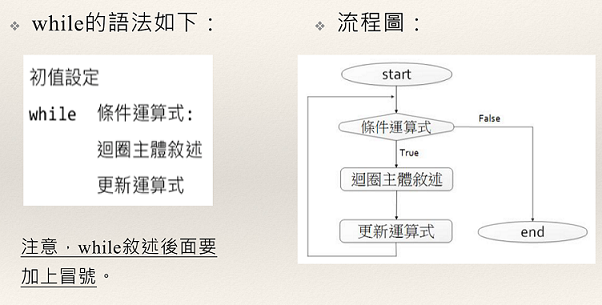 while的語法如下：
初值設定
while 條件運算式:
迴圈主體敘述
更新運算式
注意，while敘述後面要
加上冒號。
流程圖：
start
條件運算式
False
True
迴圈主體敘述
更新運算式
end